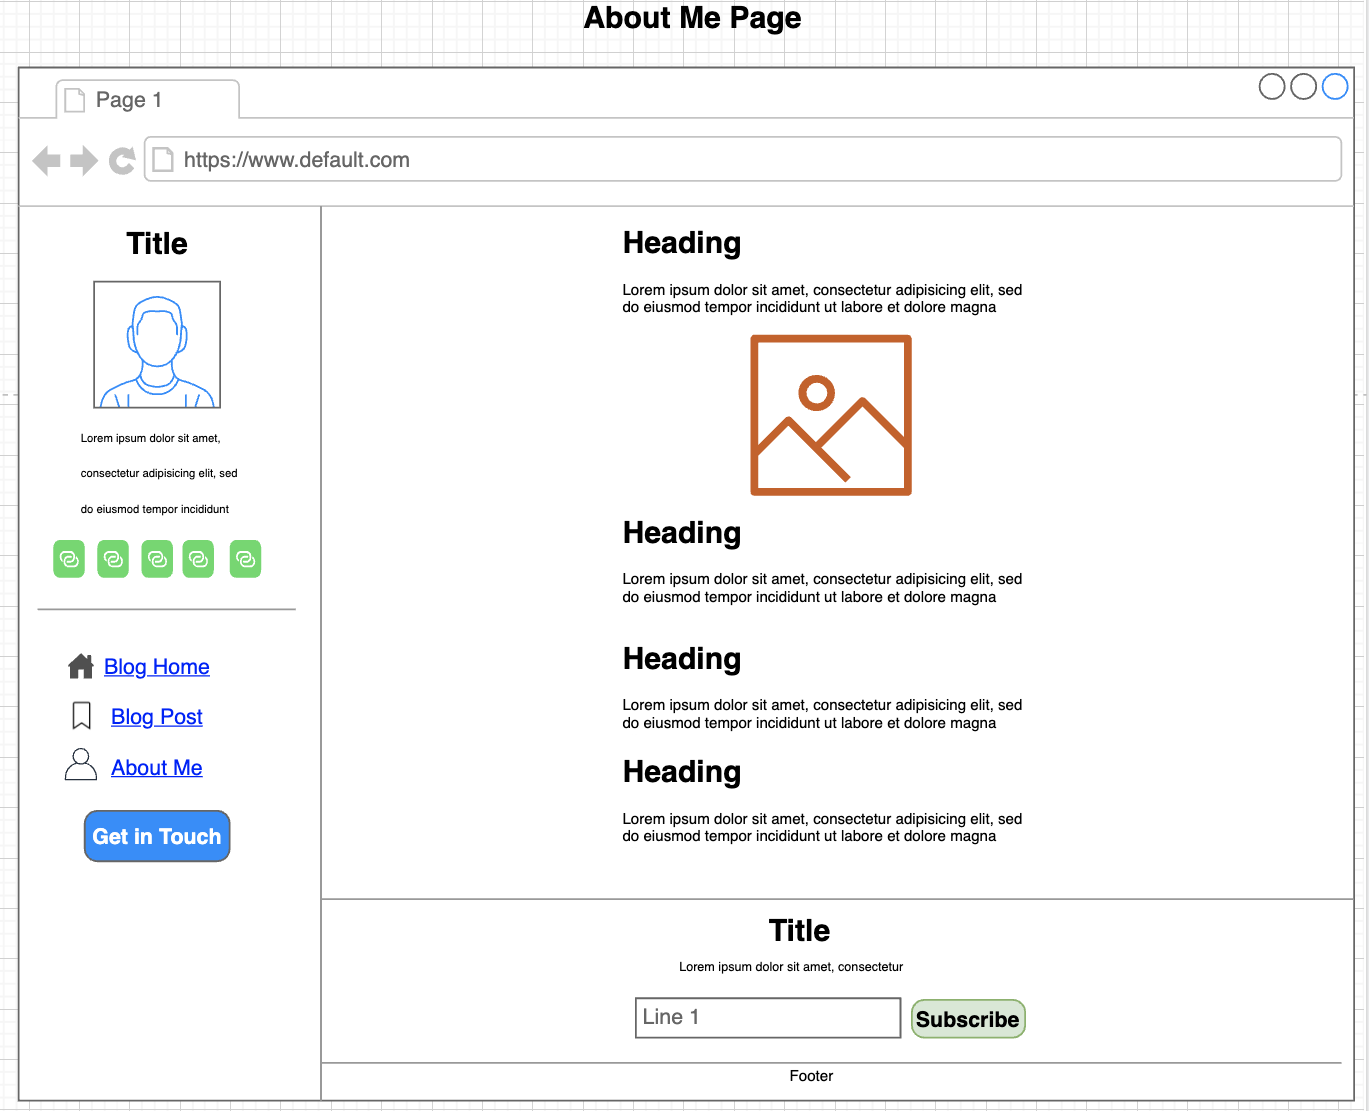 About Me Page
Page 1
https://www.default.com
Title
Lorem ipsum dolor sit amet,
consectetur adipisicing elit, sed
do eiusmod tempor incididunt
Blog Home
Blog Post
About Me
Get in Touch
Heading
Lorem ipsum dolor sit amet, consectetur adipisicing elit, sed
do eiusmod tempor incididunt ut labore et dolore magna
Heading
Lorem ipsum dolor sit amet, consectetur adipisicing elit, sed
do eiusmod tempor incididunt ut labore et dolore magna
Heading
Lorem ipsum dolor sit amet, consectetur adipisicing elit, sed
do eiusmod tempor incididunt ut labore et dolore magna
Heading
Lorem ipsum dolor sit amet, consectetur adipisicing elit, sed
do eiusmod tempor incididunt ut labore et dolore magna
Title
Lorem ipsum dolor sit amet, consectetur
Line 1
Subscribe
Footer